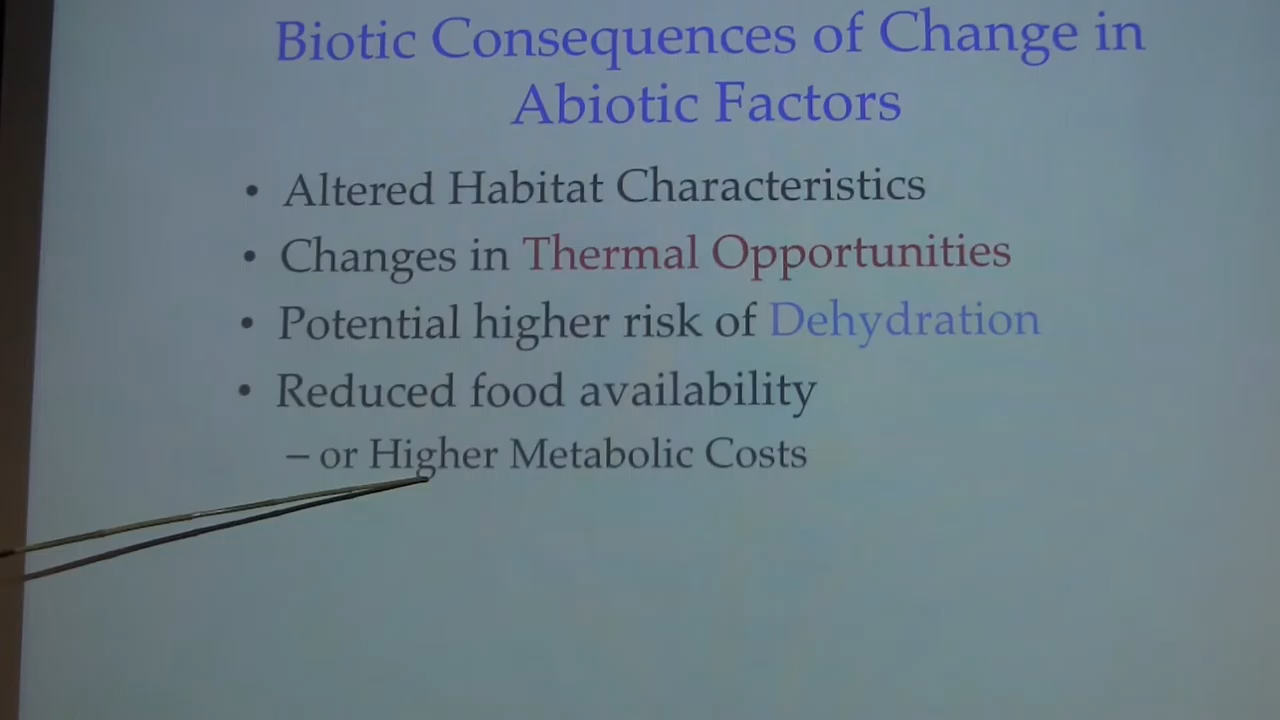 Biotic Consequences of Change in
Abiotic Factors
• Altered Habitat Characteristics
• Changes in Thermal Opportunities
• Potential higher risk of Dehydration
• Reduced food availability
– or Higher Metabolic Costs